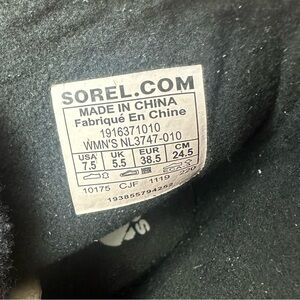 SOREL.COM
MADE IN CHINA
Fabriqué En Chine
1916371010
WMN'S NL3747-010
USA UK EUR CM
7.5 5.5 38.5 24.5
10175 CJF 1119